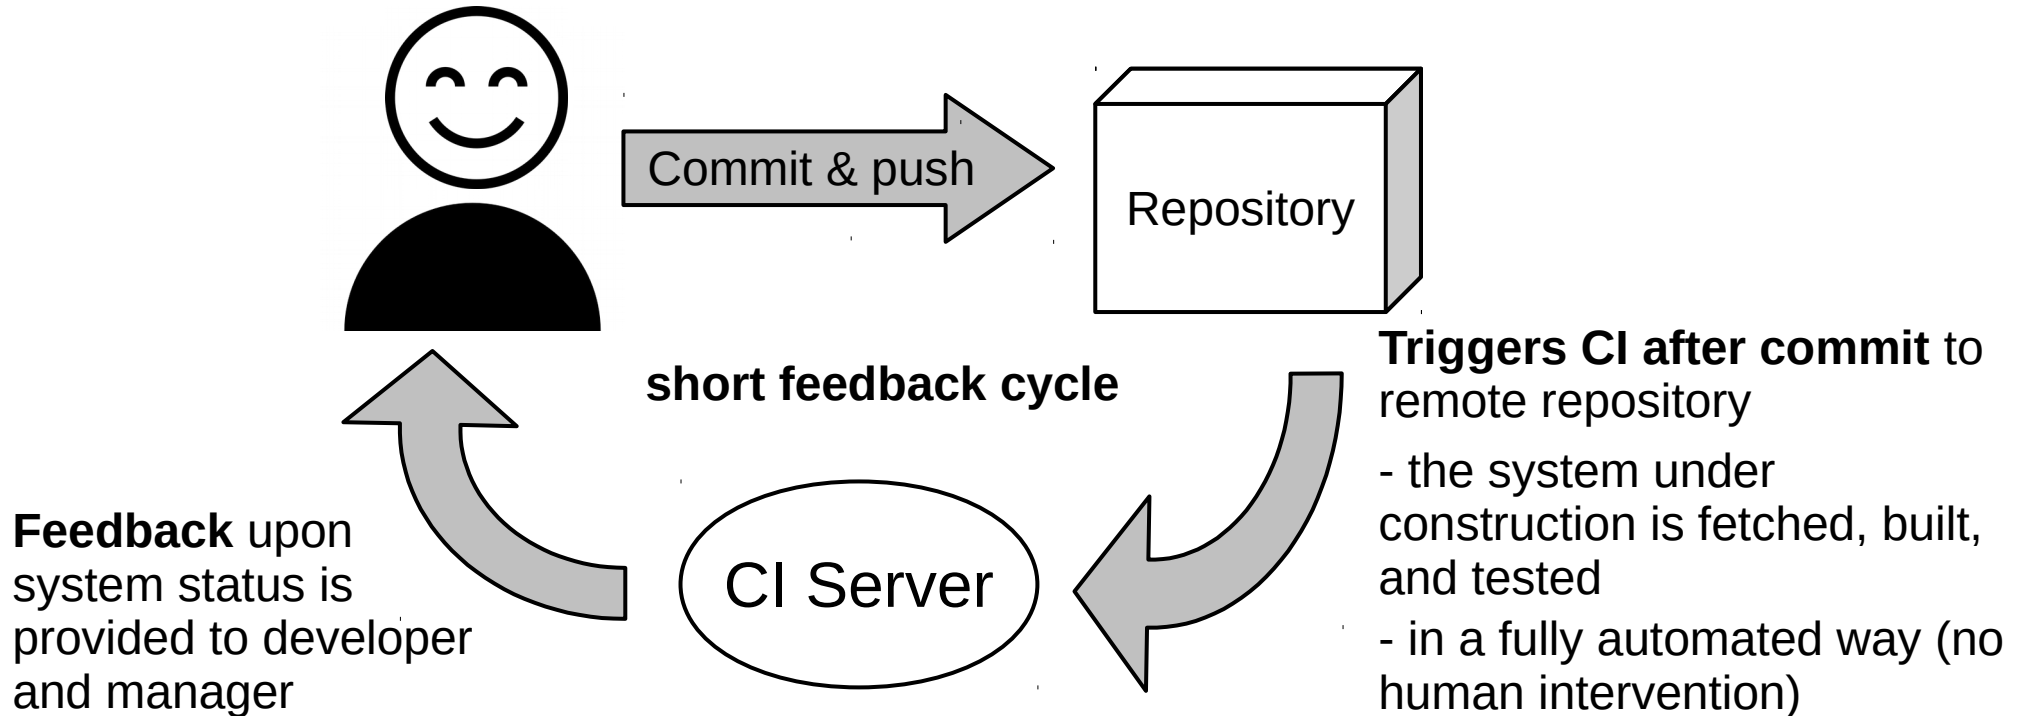 Commit & push
Repository
short feedback cycle
Triggers CI after commit to
remote repository
- the system under
construction is fetched, built,
and tested
- in a fully automated way (no
human intervention)
CI Server
Feedback upon
system status is
provided to developer
and manager